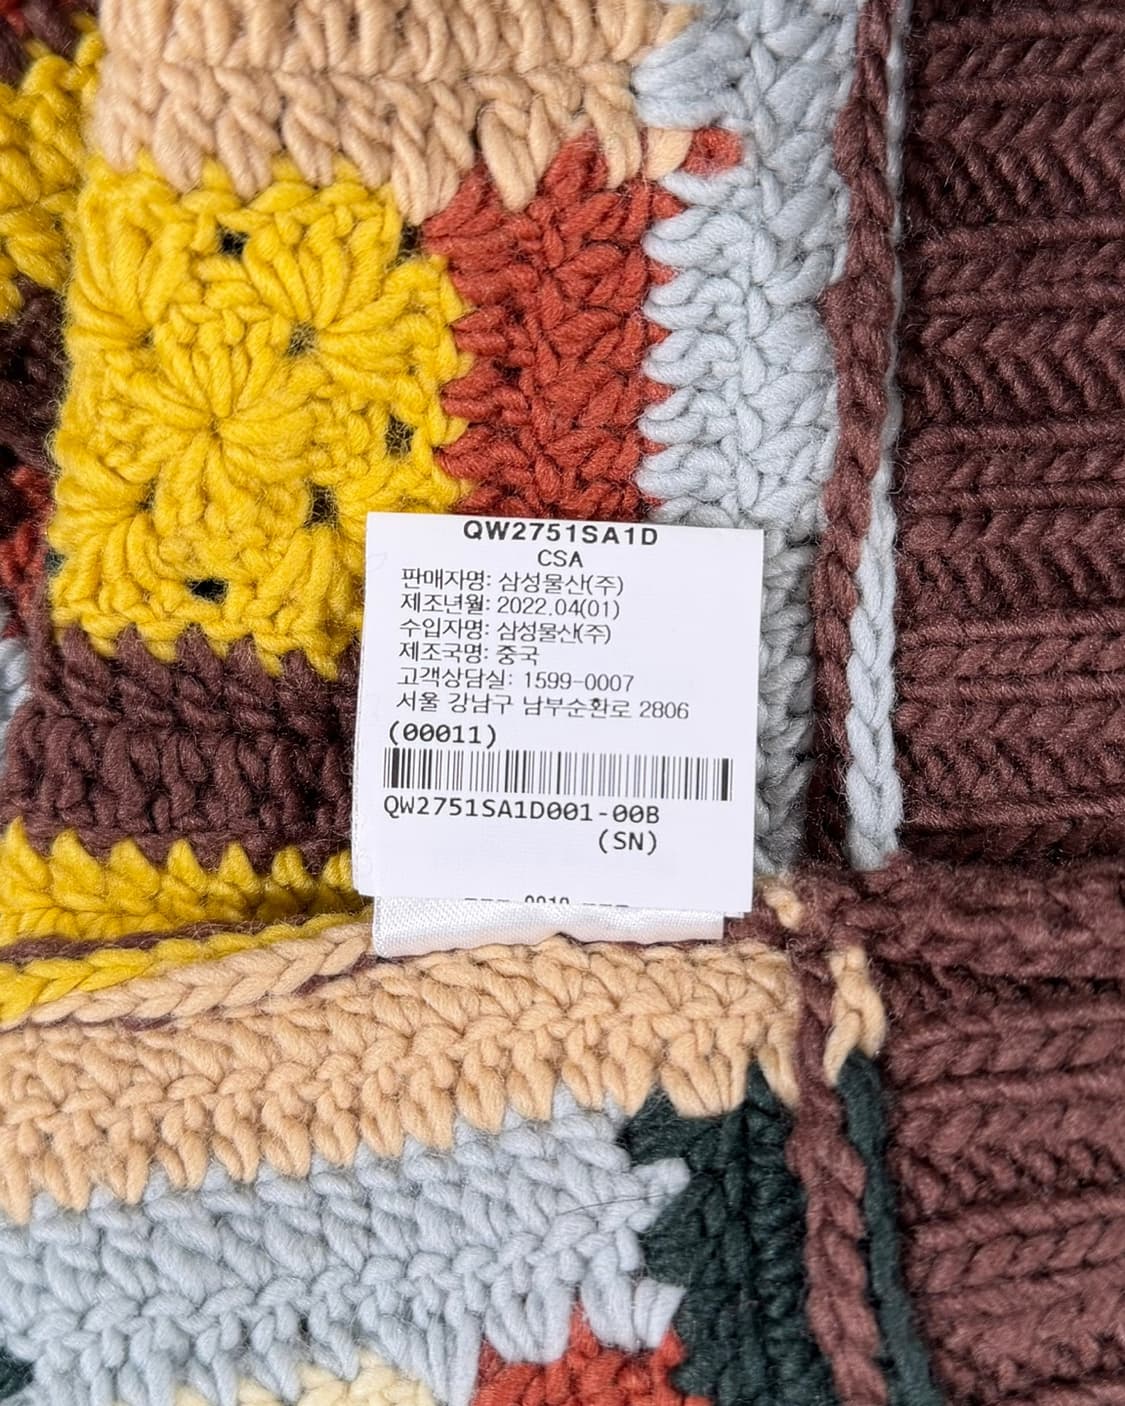 QW2751SA1D
CSA
판매자명: 삼성물산(주)
제조년월: 2022.04(01)
수입자명: 삼성물산(주)
제조국명: 중국
고객상담실: 1599-0007
서울 강남구 남부순환로 2806
(00011)
QW2751SA1D001-00B
(SN)